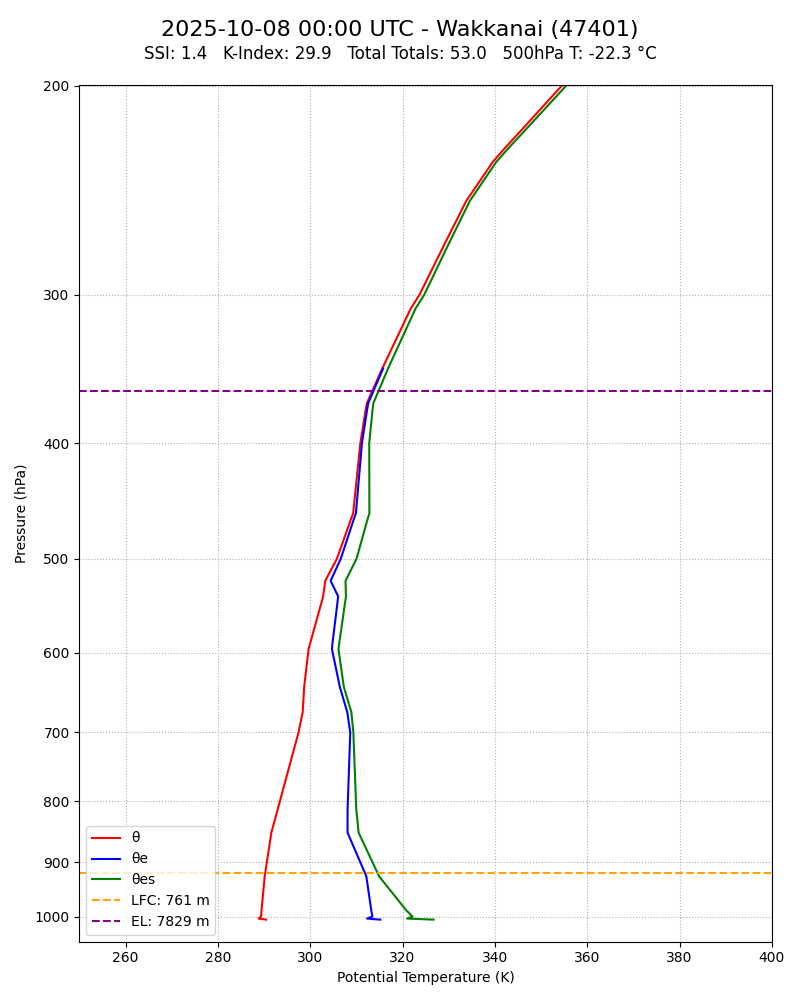 2025-10-08 00:00 UTC - Wakkanai (47401)
SSI: 1.4   K-Index: 29.9   Total Totals: 53.0   500hPa T: -22.3 °C
200
300
400
500
600
700
800
900
1000
Pressure (hPa)
θ
θe
θes
LFC: 761 m
EL: 7829 m
260 280 300 320 340 360 380 400
Potential Temperature (K)